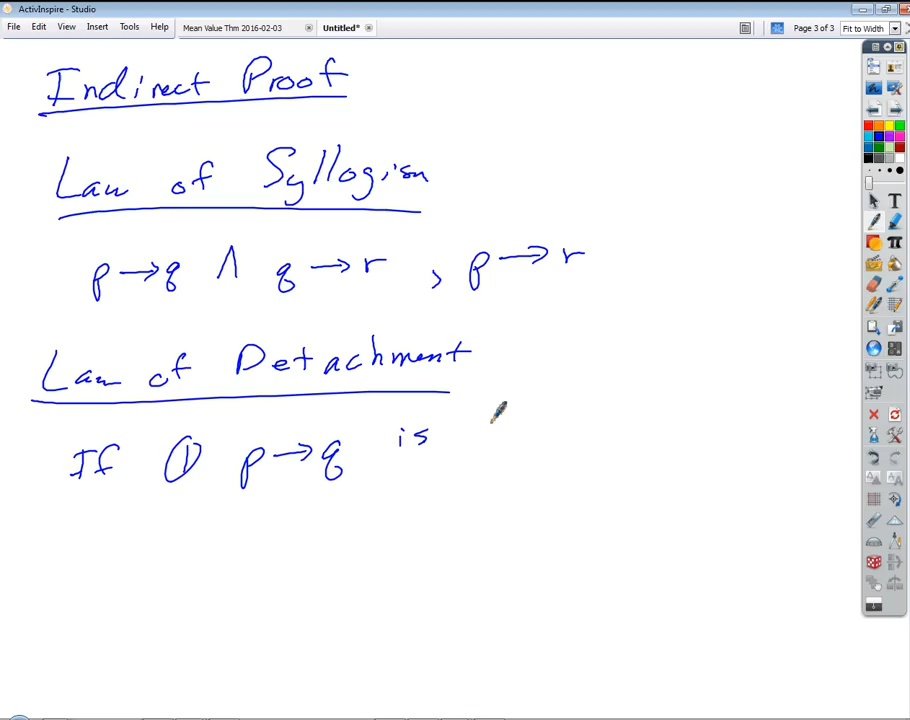 ActivInspire - Studio
File Edit View Insert Tools Help Mean Value Thm 2016-02-03 Untitled* Page 3 of 3 Fit to Width
Indirect Proof
Law of Syllogism
p→q ∧ q→r , p→r
Law of Detachment
If ① p→q is